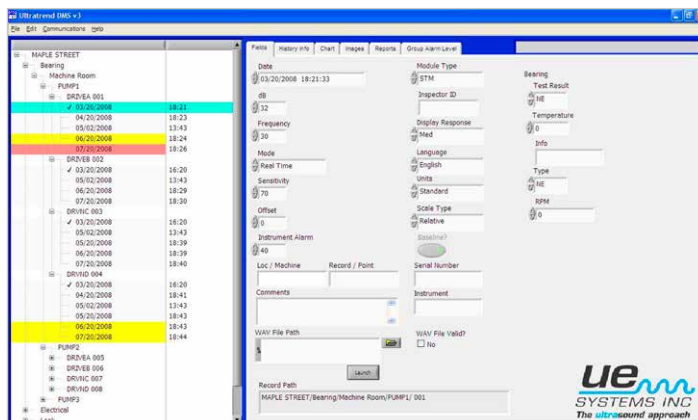 Ultratrend DMS v3
File Edit Communications Help
MAPLE STREET
Bearing
Machine Room
PUMP1
DRIVEA 001
✓ 03/20/2008 18:21
04/20/2008 18:23
05/02/2008 13:43
06/20/2008 18:24
07/20/2008 18:26
DRIVEB 002
✓ 03/20/2008 16:20
05/02/2008 13:43
06/20/2008 18:29
07/20/2008 18:30
DRVNC 003
✓ 03/20/2008 16:20
05/02/2008 13:43
05/20/2008 18:39
06/20/2008 18:39
07/20/2008 18:40
DRVND 004
✓ 03/20/2008 16:20
04/20/2008 18:41
05/02/2008 13:43
05/20/2008 18:43
06/20/2008 18:43
07/20/2008 18:44
PUMP2
DRVEA 005
DRVEB 006
DRVNC 007
DRVND 008
PUMP3
Electrical
Fields History Info Chart Images Reports Group Alarm Level
Date
03/20/2008 18:21:33
dB
32
Frequency
30
Mode
Real Time
Sensitivity
70
Offset
0
Instrument Alarm
40
Loc / Machine Record / Point
Comments
WAV File Path
Launch
Record Path
MAPLE STREET/Bearing/Machine Room/PUMP1/ 001
Module Type
STM
Inspector ID
Display Response
Med
Language
English
Units
Standard
Scale Type
Relative
Baseline?
Serial Number
Instrument
WAV File Valid?
No
Bearing
Test Result
NE
Temperature
0
Info
Type
NE
RPM
0
ue
SYSTEMS INC
The ultrasound approach